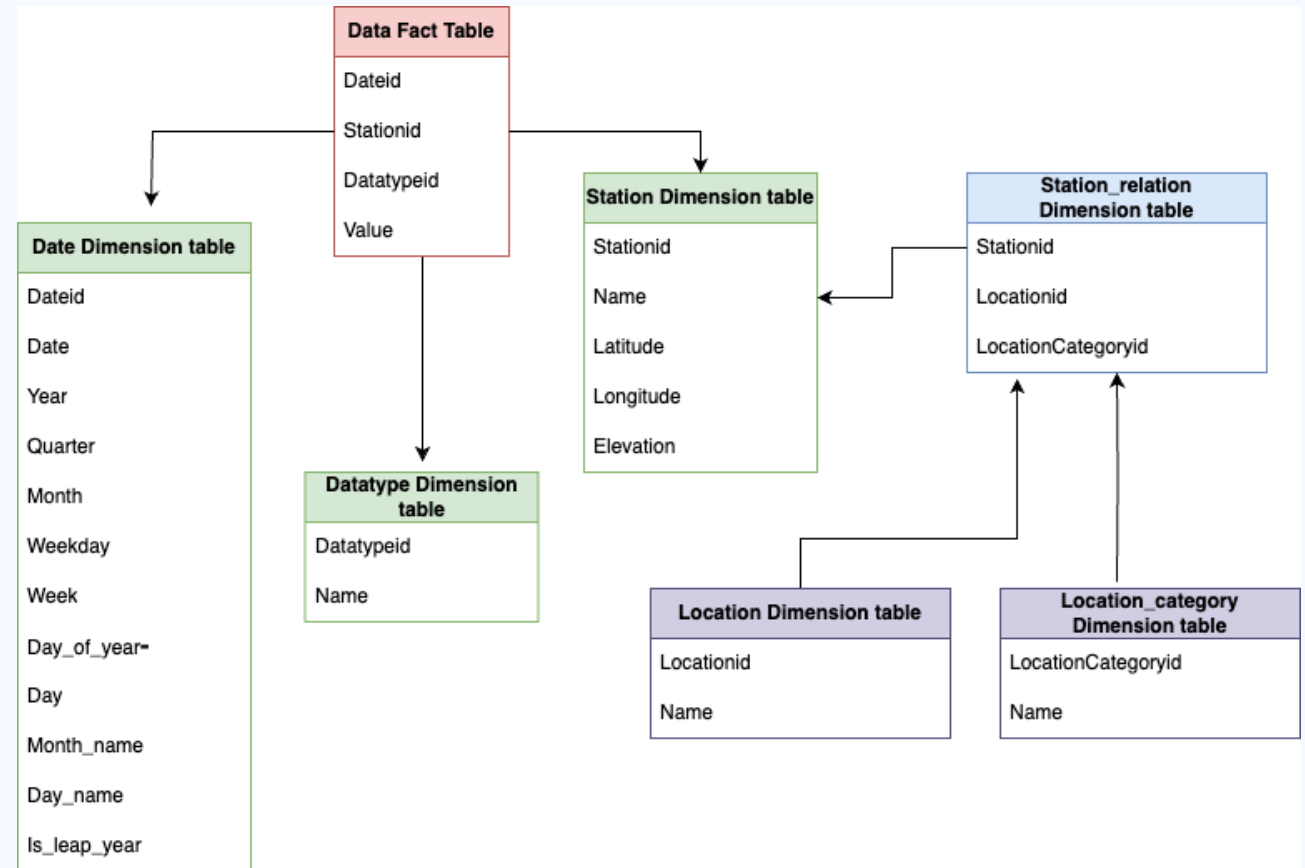 Data Fact Table
Dateid
Stationid
Datatypeid
Value
Date Dimension table
Dateid
Date
Year
Quarter
Month
Weekday
Week
Day_of_year-
Day
Month_name
Day_name
Is_leap_year
Datatype Dimension
table
Datatypeid
Name
Station Dimension table
Stationid
Name
Latitude
Longitude
Elevation
Station_relation
Dimension table
Stationid
Locationid
LocationCategoryid
Location Dimension table
Locationid
Name
Location_category
Dimension table
LocationCategoryid
Name